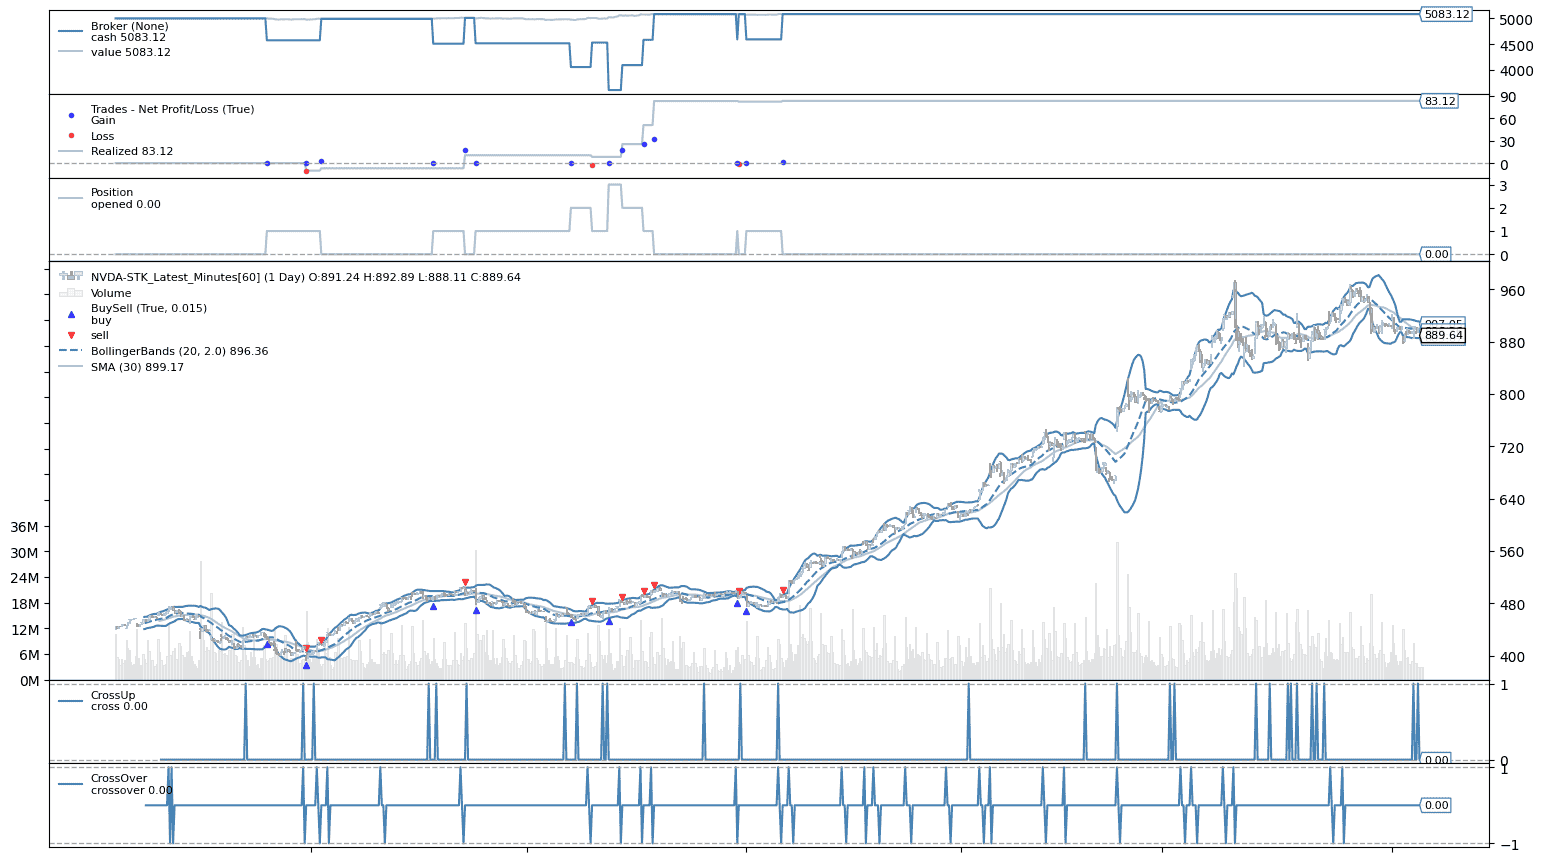 Broker (None)
cash 5083.12
value 5083.12
5083.12
5000
4500
4000
Trades - Net Profit/Loss (True)
Gain
Loss
Realized 83.12
83.12
90
60
30
0
Position
opened 0.00
0.00
3
2
1
0
NVDA-STK_Latest_Minutes[60] (1 Day) O:891.24 H:892.89 L:888.11 C:889.64
Volume
BuySell (True, 0.015)
buy
sell
BollingerBands (20, 2.0) 896.36
SMA (30) 899.17
889.64
960
880
800
720
640
560
480
400
36M
30M
24M
18M
12M
6M
0M
CrossUp
cross 0.00
0.00
1
0
CrossOver
crossover 0.00
0.00
1
−1